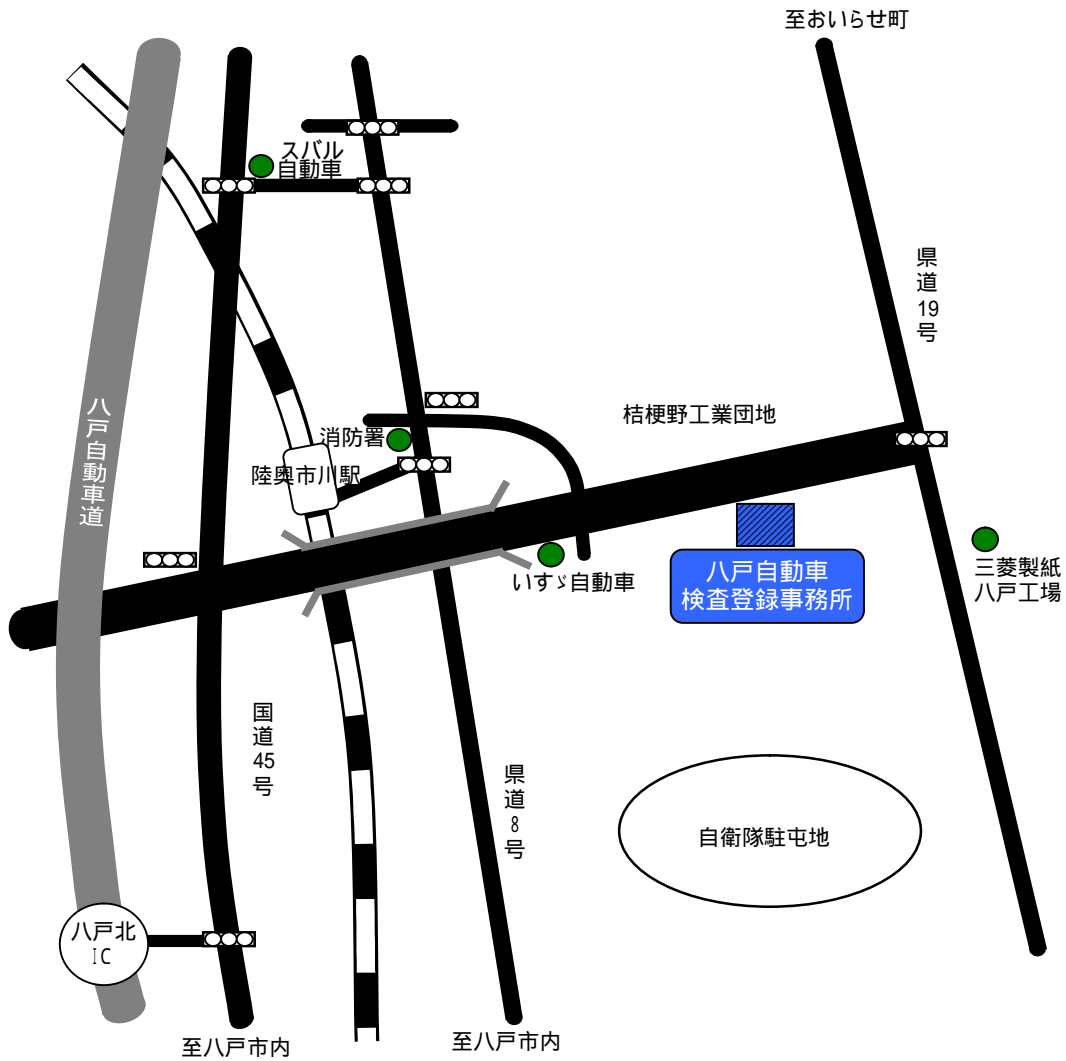 至おいらせ町
スバル
自動車
県道19号
八戸自動車道
桔梗野工業団地
消防署
陸奥市川駅
いすゞ自動車
八戸自動車
検査登録事務所
三菱製紙
八戸工場
国道45号
県道8号
自衛隊駐屯地
八戸北
IC
至八戸市内
至八戸市内